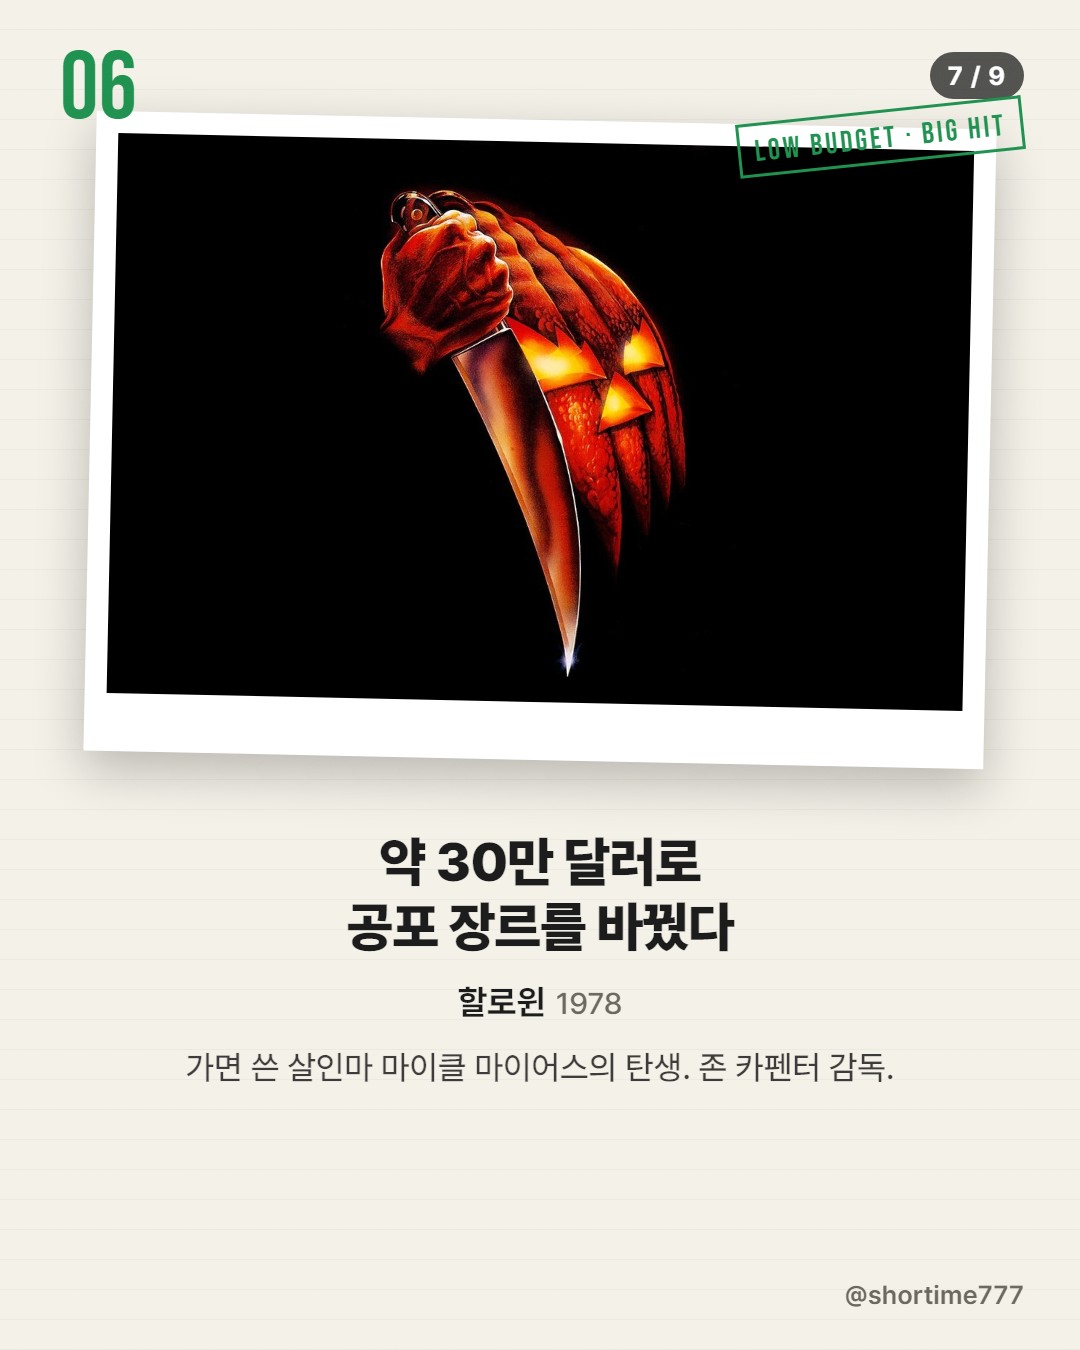 06
7 / 9
LOW BUDGET · BIG HIT
약 30만 달러로
공포 장르를 바꿨다
할로윈 1978
가면 쓴 살인마 마이클 마이어스의 탄생. 존 카펜터 감독.
@shortime777